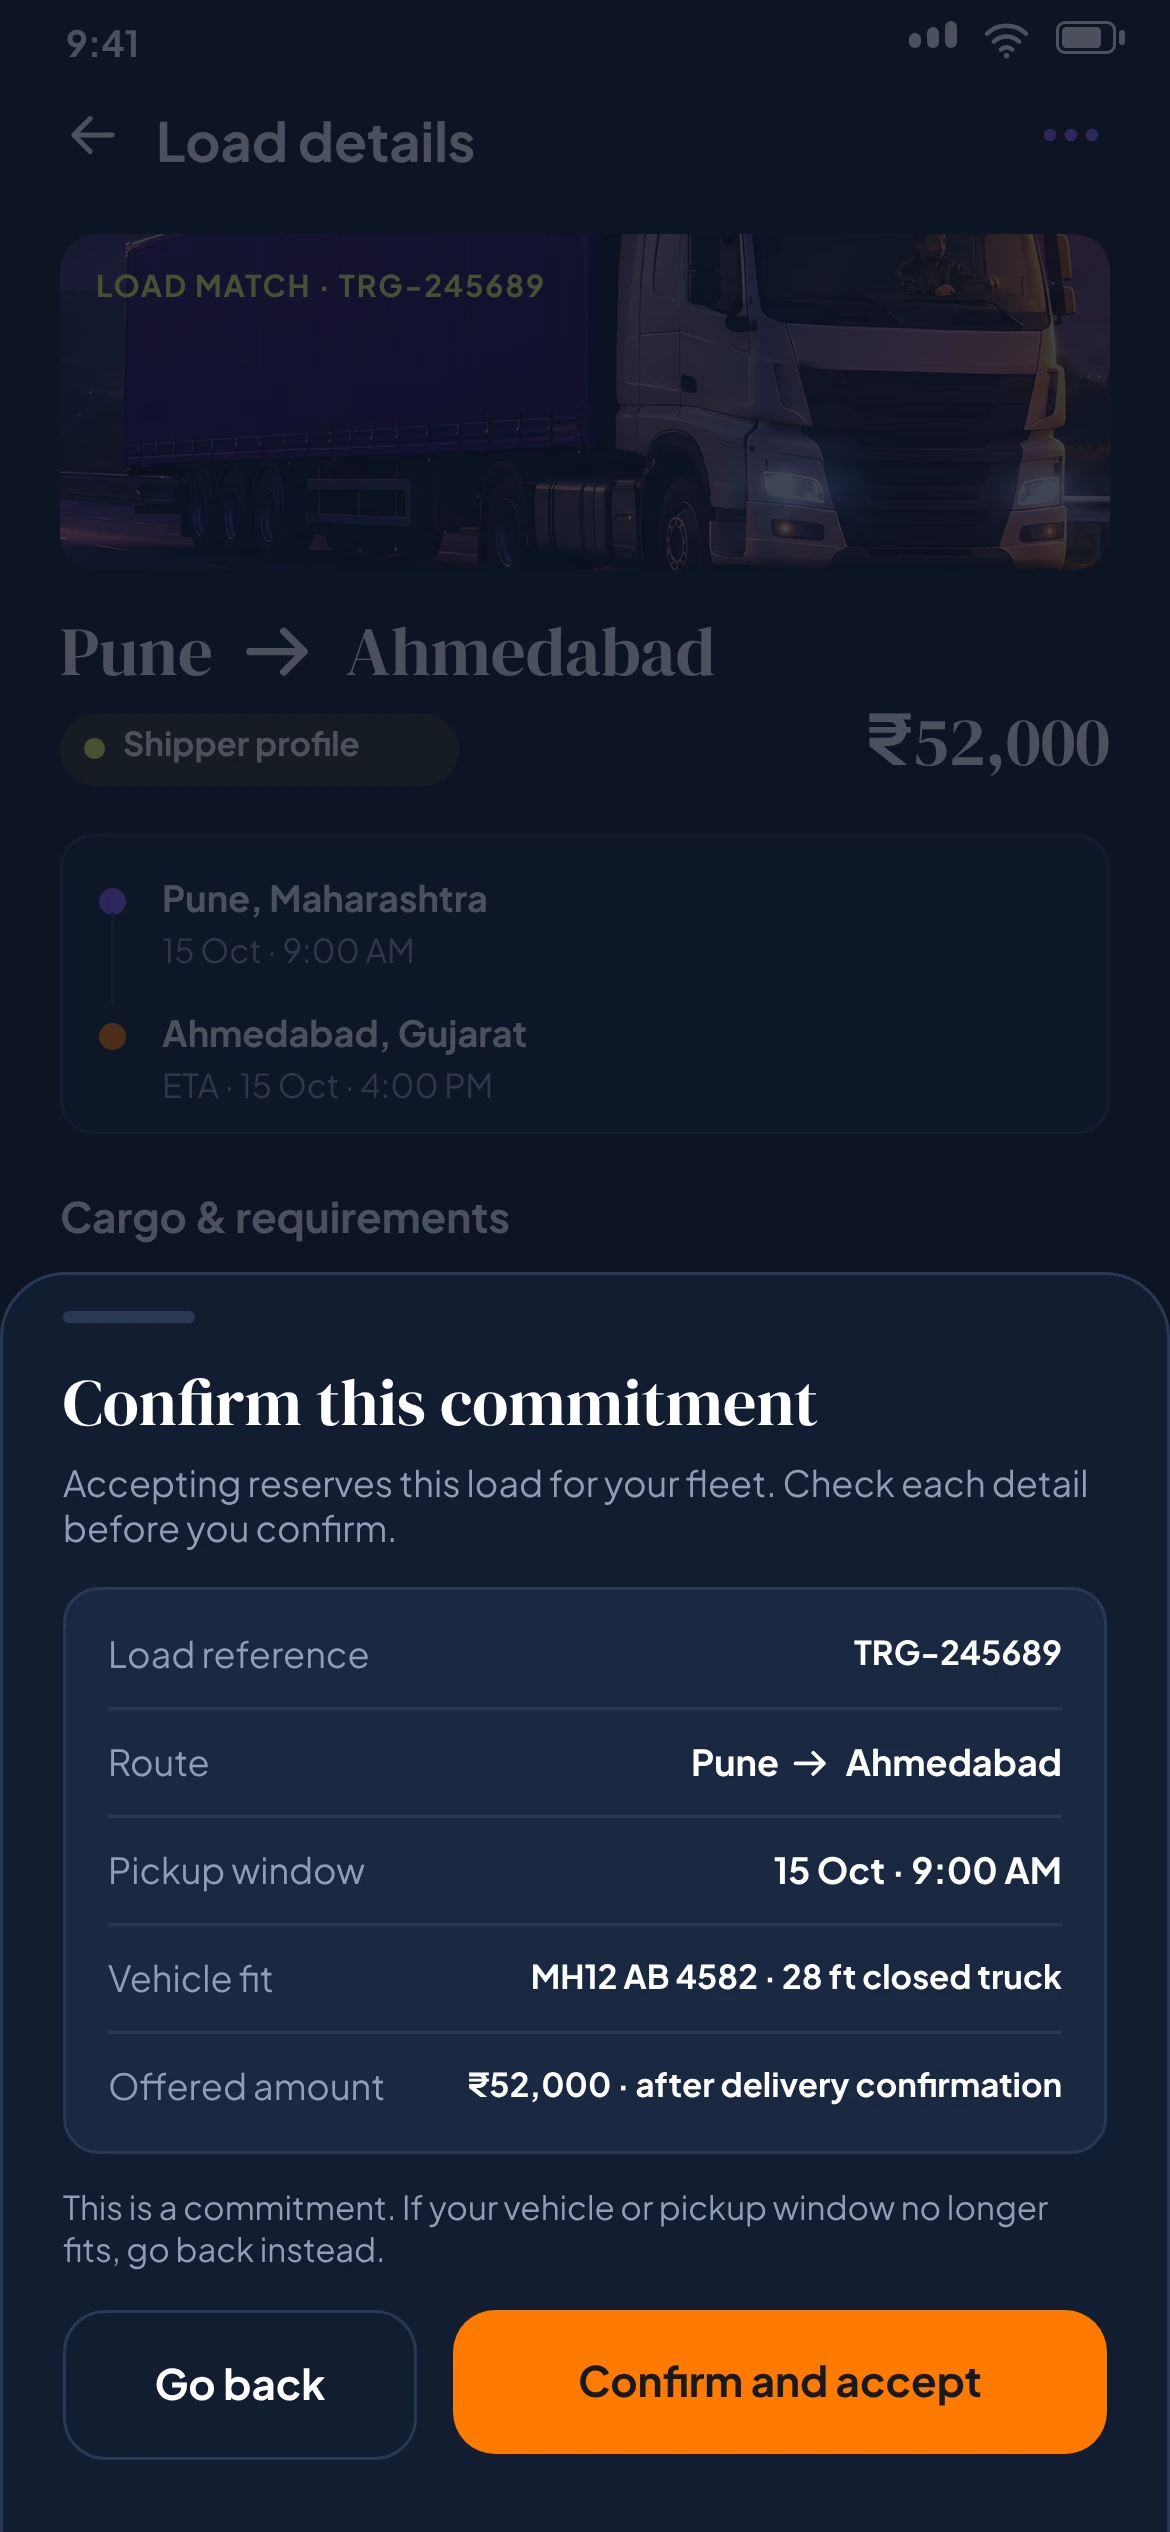 9:41
Load details
LOAD MATCH · TRG-245689
Pune → Ahmedabad
Shipper profile
₹52,000
Pune, Maharashtra
15 Oct · 9:00 AM
Ahmedabad, Gujarat
ETA · 15 Oct · 4:00 PM
Cargo & requirements
Confirm this commitment
Accepting reserves this load for your fleet. Check each detail
before you confirm.
Load reference TRG-245689
Route Pune → Ahmedabad
Pickup window 15 Oct · 9:00 AM
Vehicle fit MH12 AB 4582 · 28 ft closed truck
Offered amount ₹52,000 · after delivery confirmation
This is a commitment. If your vehicle or pickup window no longer
fits, go back instead.
Go back Confirm and accept